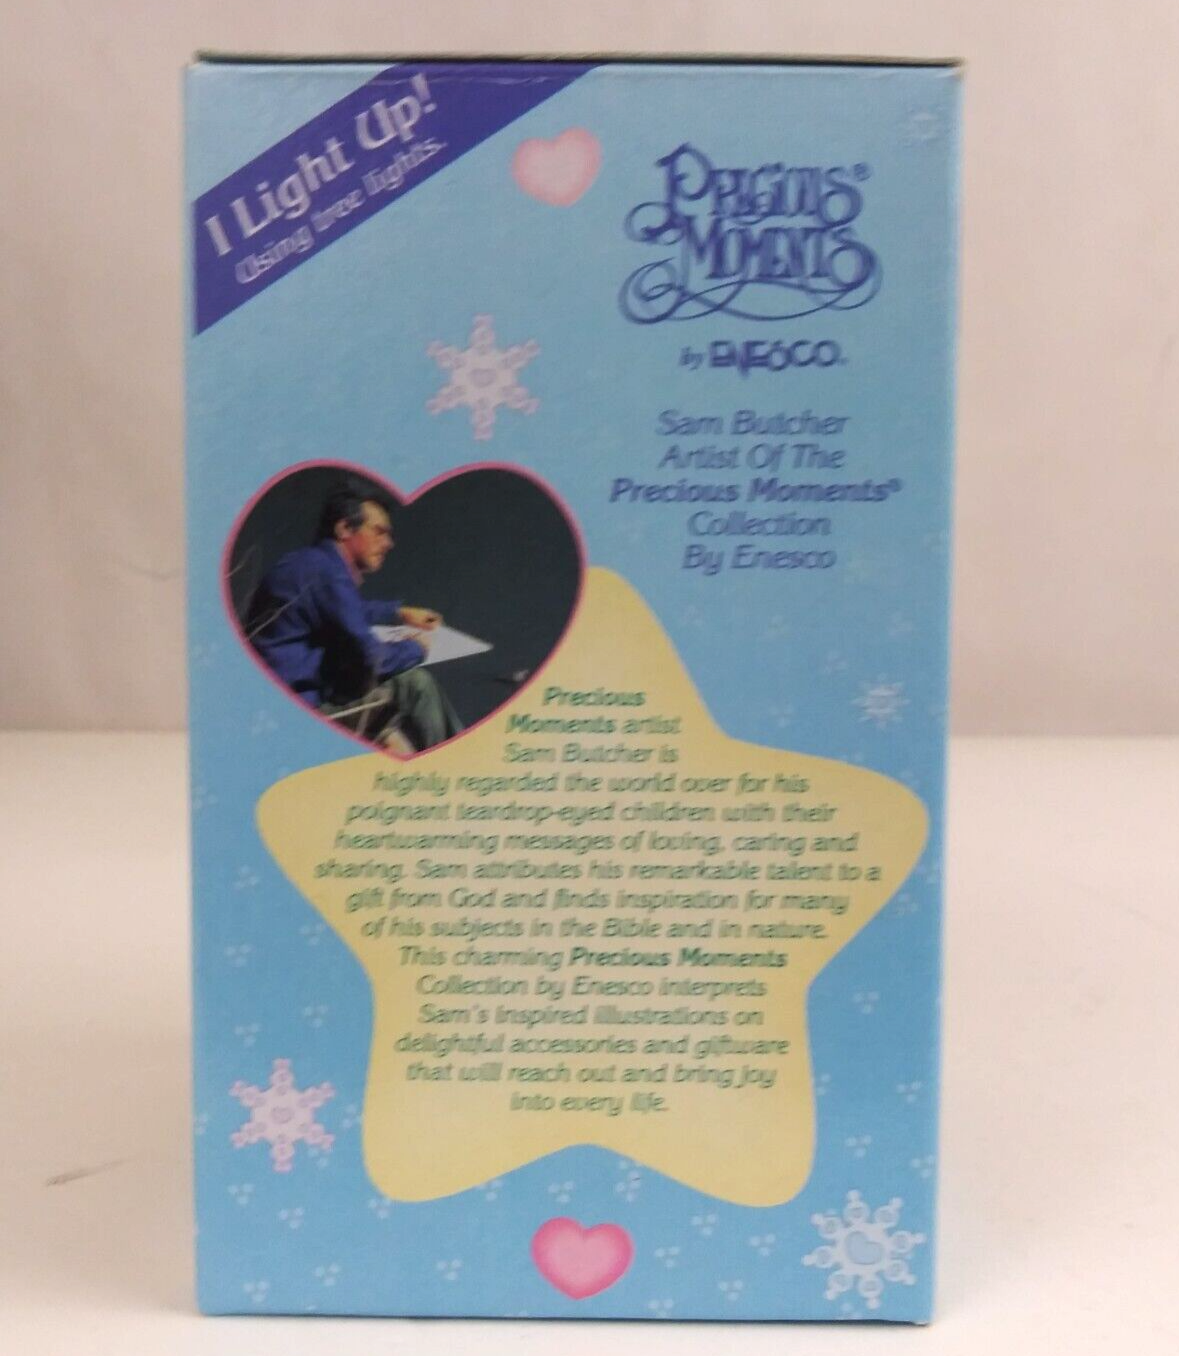 I Light Up!
Using tree lights.
PRECIOUS®
MOMENTS
by ENESCO.
Sam Butcher
Artist Of The
Precious Moments®
Collection
By Enesco
Precious
Moments artist
Sam Butcher is
highly regarded the world over for his
poignant teardrop-eyed children with their
heartwarming messages of loving, caring and
sharing. Sam attributes his remarkable talent to a
gift from God and finds inspiration for many
of his subjects in the Bible and in nature.
This charming Precious Moments
Collection by Enesco interprets
Sam's inspired illustrations on
delightful accessories and giftware
that will reach out and bring joy
into every life.